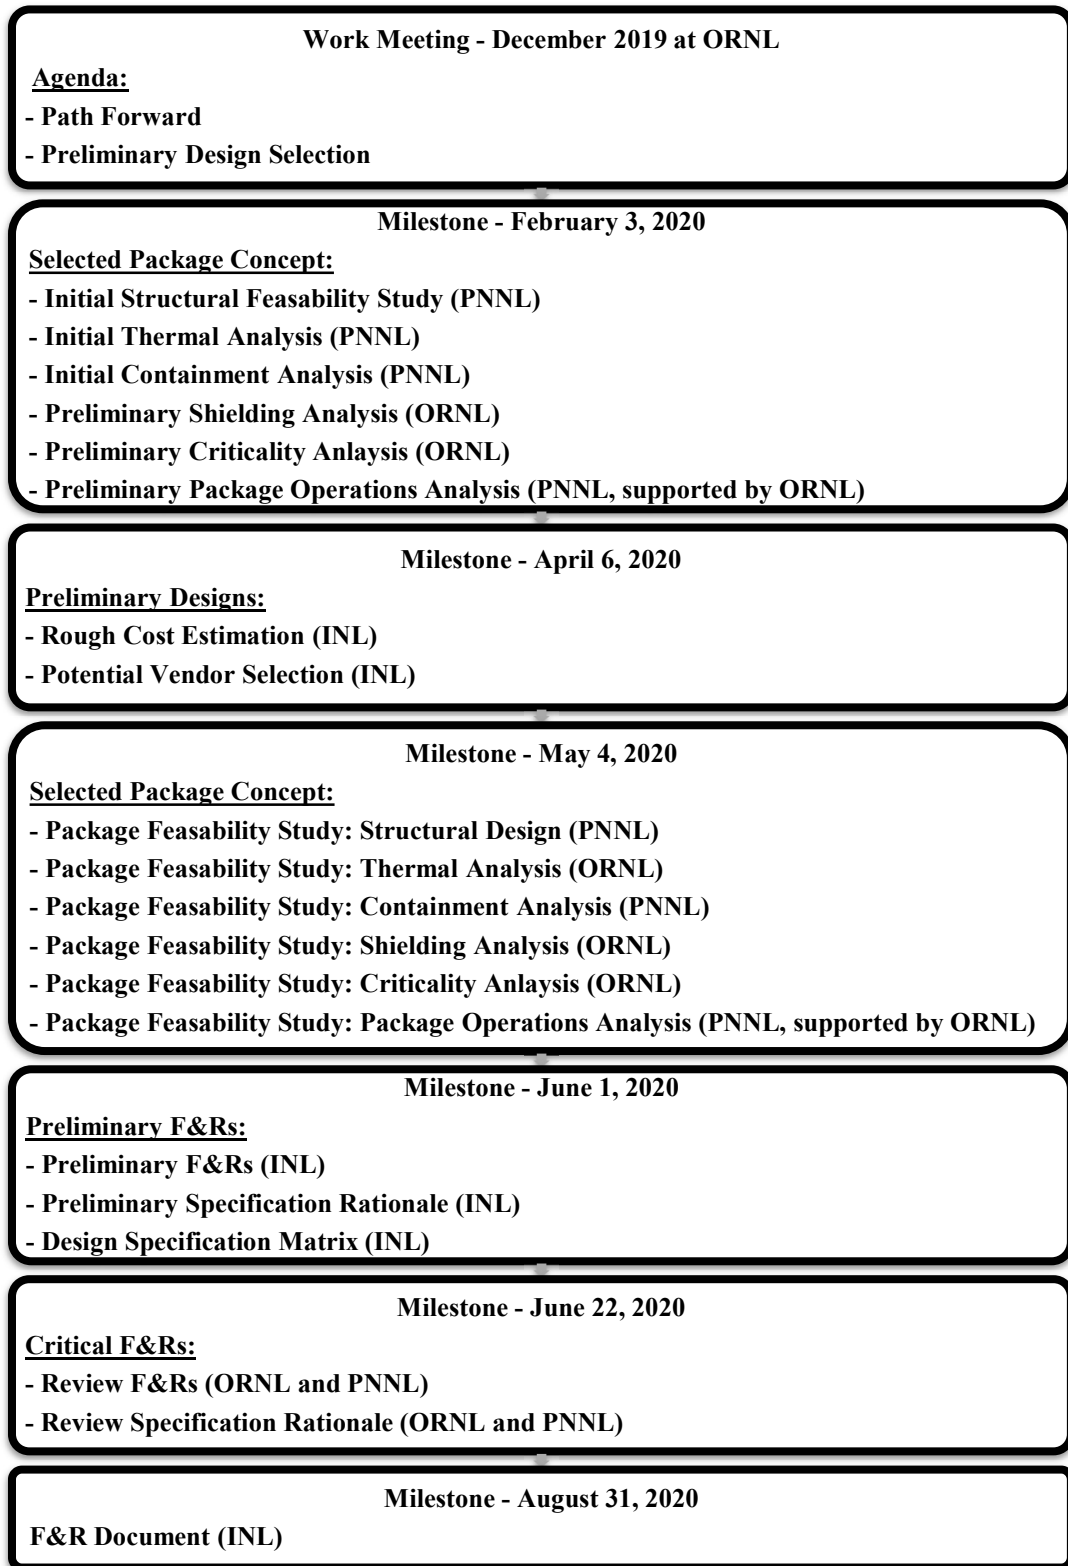 Work Meeting - December 2019 at ORNL
Agenda:
- Path Forward
- Preliminary Design Selection
Milestone - February 3, 2020
Selected Package Concept:
- Initial Structural Feasability Study (PNNL)
- Initial Thermal Analysis (PNNL)
- Initial Containment Analysis (PNNL)
- Preliminary Shielding Analysis (ORNL)
- Preliminary Criticality Anlaysis (ORNL)
- Preliminary Package Operations Analysis (PNNL, supported by ORNL)
Milestone - April 6, 2020
Preliminary Designs:
- Rough Cost Estimation (INL)
- Potential Vendor Selection (INL)
Milestone - May 4, 2020
Selected Package Concept:
- Package Feasability Study: Structural Design (PNNL)
- Package Feasability Study: Thermal Analysis (ORNL)
- Package Feasability Study: Containment Analysis (PNNL)
- Package Feasability Study: Shielding Analysis (ORNL)
- Package Feasability Study: Criticality Anlaysis (ORNL)
- Package Feasability Study: Package Operations Analysis (PNNL, supported by ORNL)
Milestone - June 1, 2020
Preliminary F&Rs:
- Preliminary F&Rs (INL)
- Preliminary Specification Rationale (INL)
- Design Specification Matrix (INL)
Milestone - June 22, 2020
Critical F&Rs:
- Review F&Rs (ORNL and PNNL)
- Review Specification Rationale (ORNL and PNNL)
Milestone - August 31, 2020
F&R Document (INL)